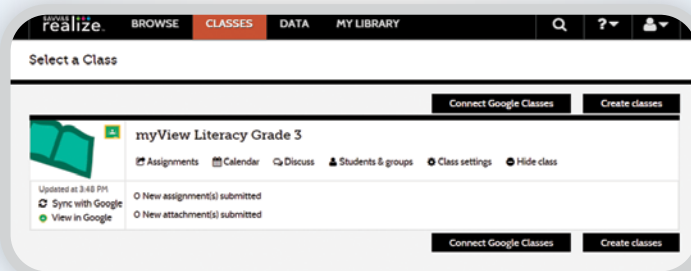 SAVVAS
realize. BROWSE CLASSES DATA MY LIBRARY ?
Select a Class
Connect Google Classes Create classes
myView Literacy Grade 3
Assignments Calendar Discuss Students & groups Class settings Hide class
Updated at 3:48 PM
Sync with Google
View in Google
0 New assignment(s) submitted
0 New attachment(s) submitted
Connect Google Classes Create classes